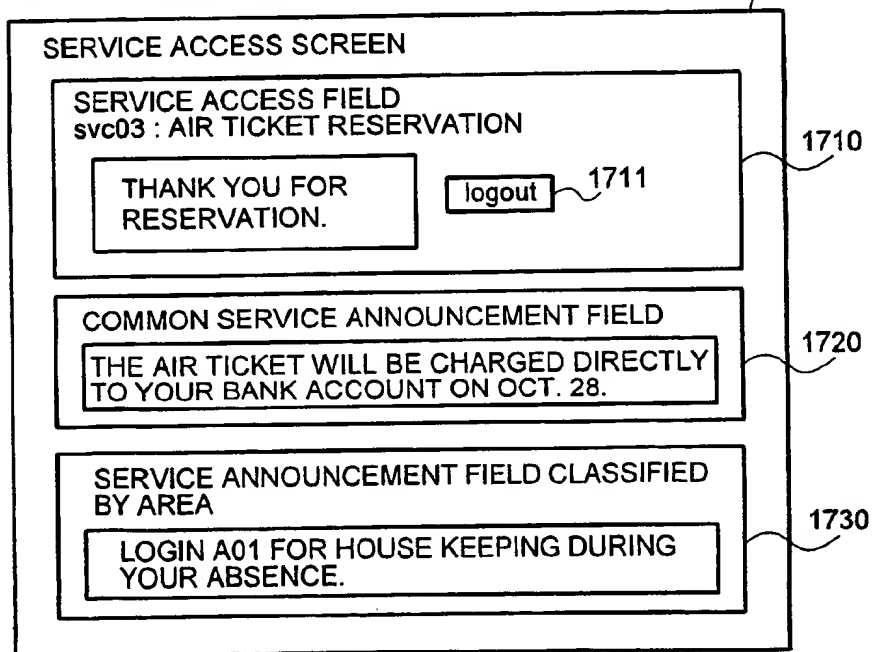 SERVICE ACCESS SCREEN
SERVICE ACCESS FIELD
svc03 : AIR TICKET RESERVATION
THANK YOU FOR
RESERVATION.
logout
1711
1710
COMMON SERVICE ANNOUNCEMENT FIELD
THE AIR TICKET WILL BE CHARGED DIRECTLY
TO YOUR BANK ACCOUNT ON OCT. 28.
1720
SERVICE ANNOUNCEMENT FIELD CLASSIFIED
BY AREA
LOGIN A01 FOR HOUSE KEEPING DURING
YOUR ABSENCE.
1730